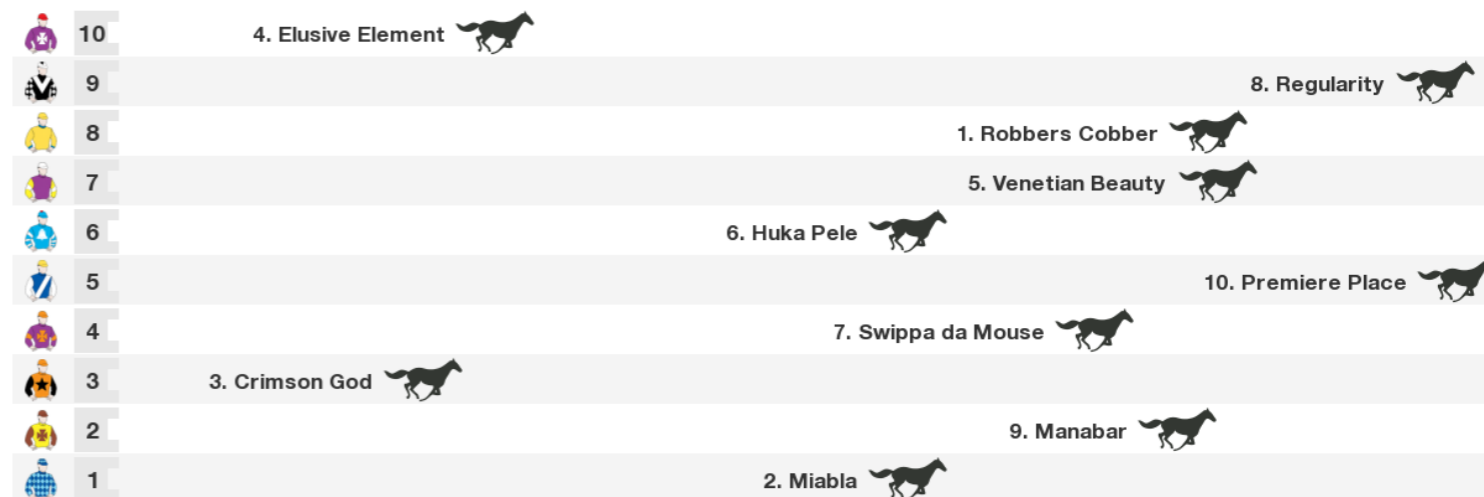 10 4. Elusive Element
9 8. Regularity
8 1. Robbers Cobber
7 5. Venetian Beauty
6 6. Huka Pele
5 10. Premiere Place
4 7. Swippa da Mouse
3 3. Crimson God
2 9. Manabar
1 2. Miabla